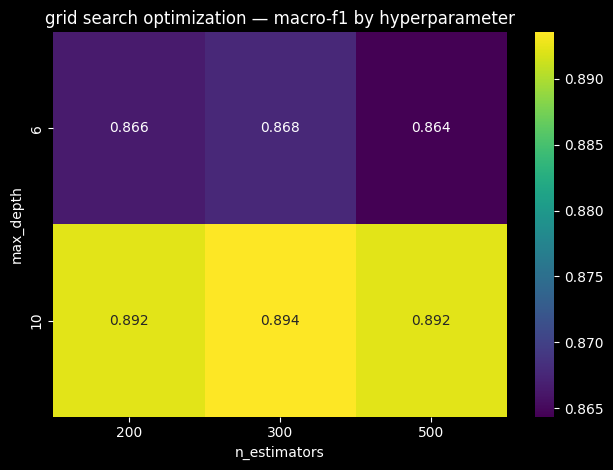 grid search optimization — macro-f1 by hyperparameter
0.890
0.885
6
0.866 0.868 0.864
0.880
max_depth
0.875
10
0.892 0.894 0.892
0.870
0.865
200 300 500
n_estimators